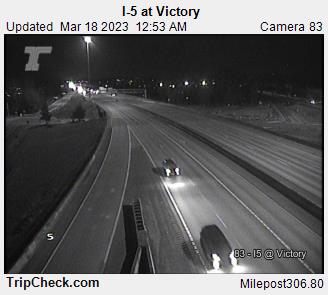 I-5 at Victory
Updated Mar 18 2023 12:53 AM Camera 83
T
S
83 - I5 @ Victory
TripCheck.com Milepost306.80